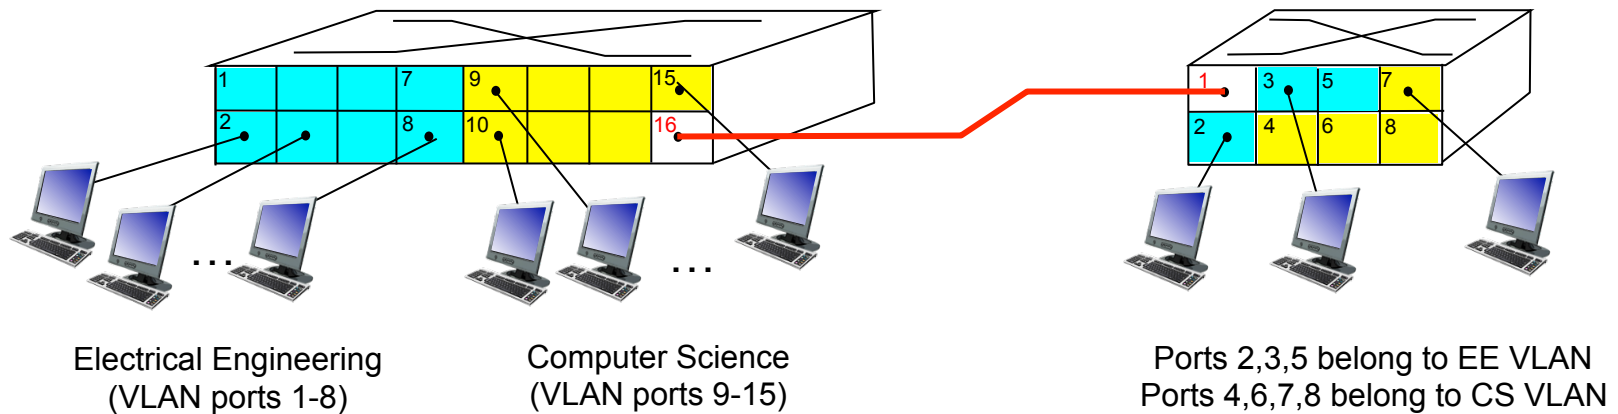 1 7 9 15
2 8 10 16
1 3 5 7
2 4 6 8
... ...
Electrical Engineering
(VLAN ports 1-8)
Computer Science
(VLAN ports 9-15)
Ports 2,3,5 belong to EE VLAN
Ports 4,6,7,8 belong to CS VLAN